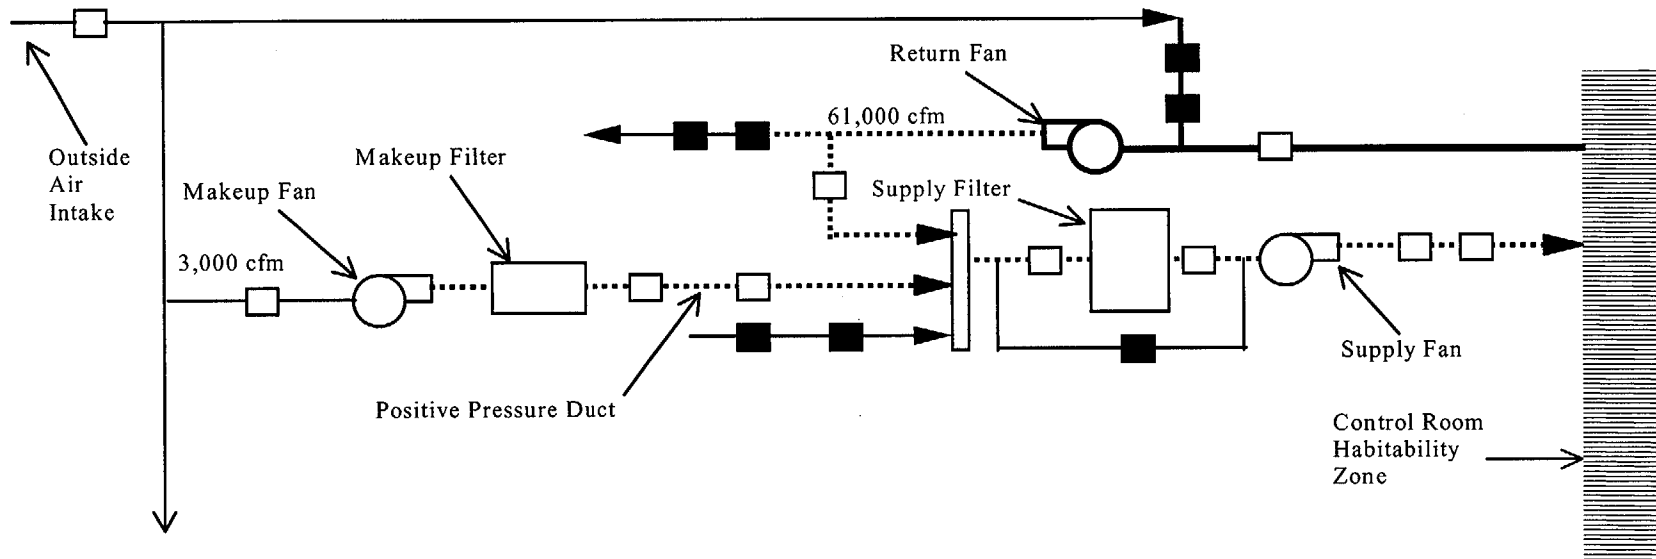 Return Fan
61,000 cfm
Outside
Air
Intake
Makeup Filter
Makeup Fan
Supply Filter
3,000 cfm
Supply Fan
Positive Pressure Duct
Control Room
Habitability
Zone